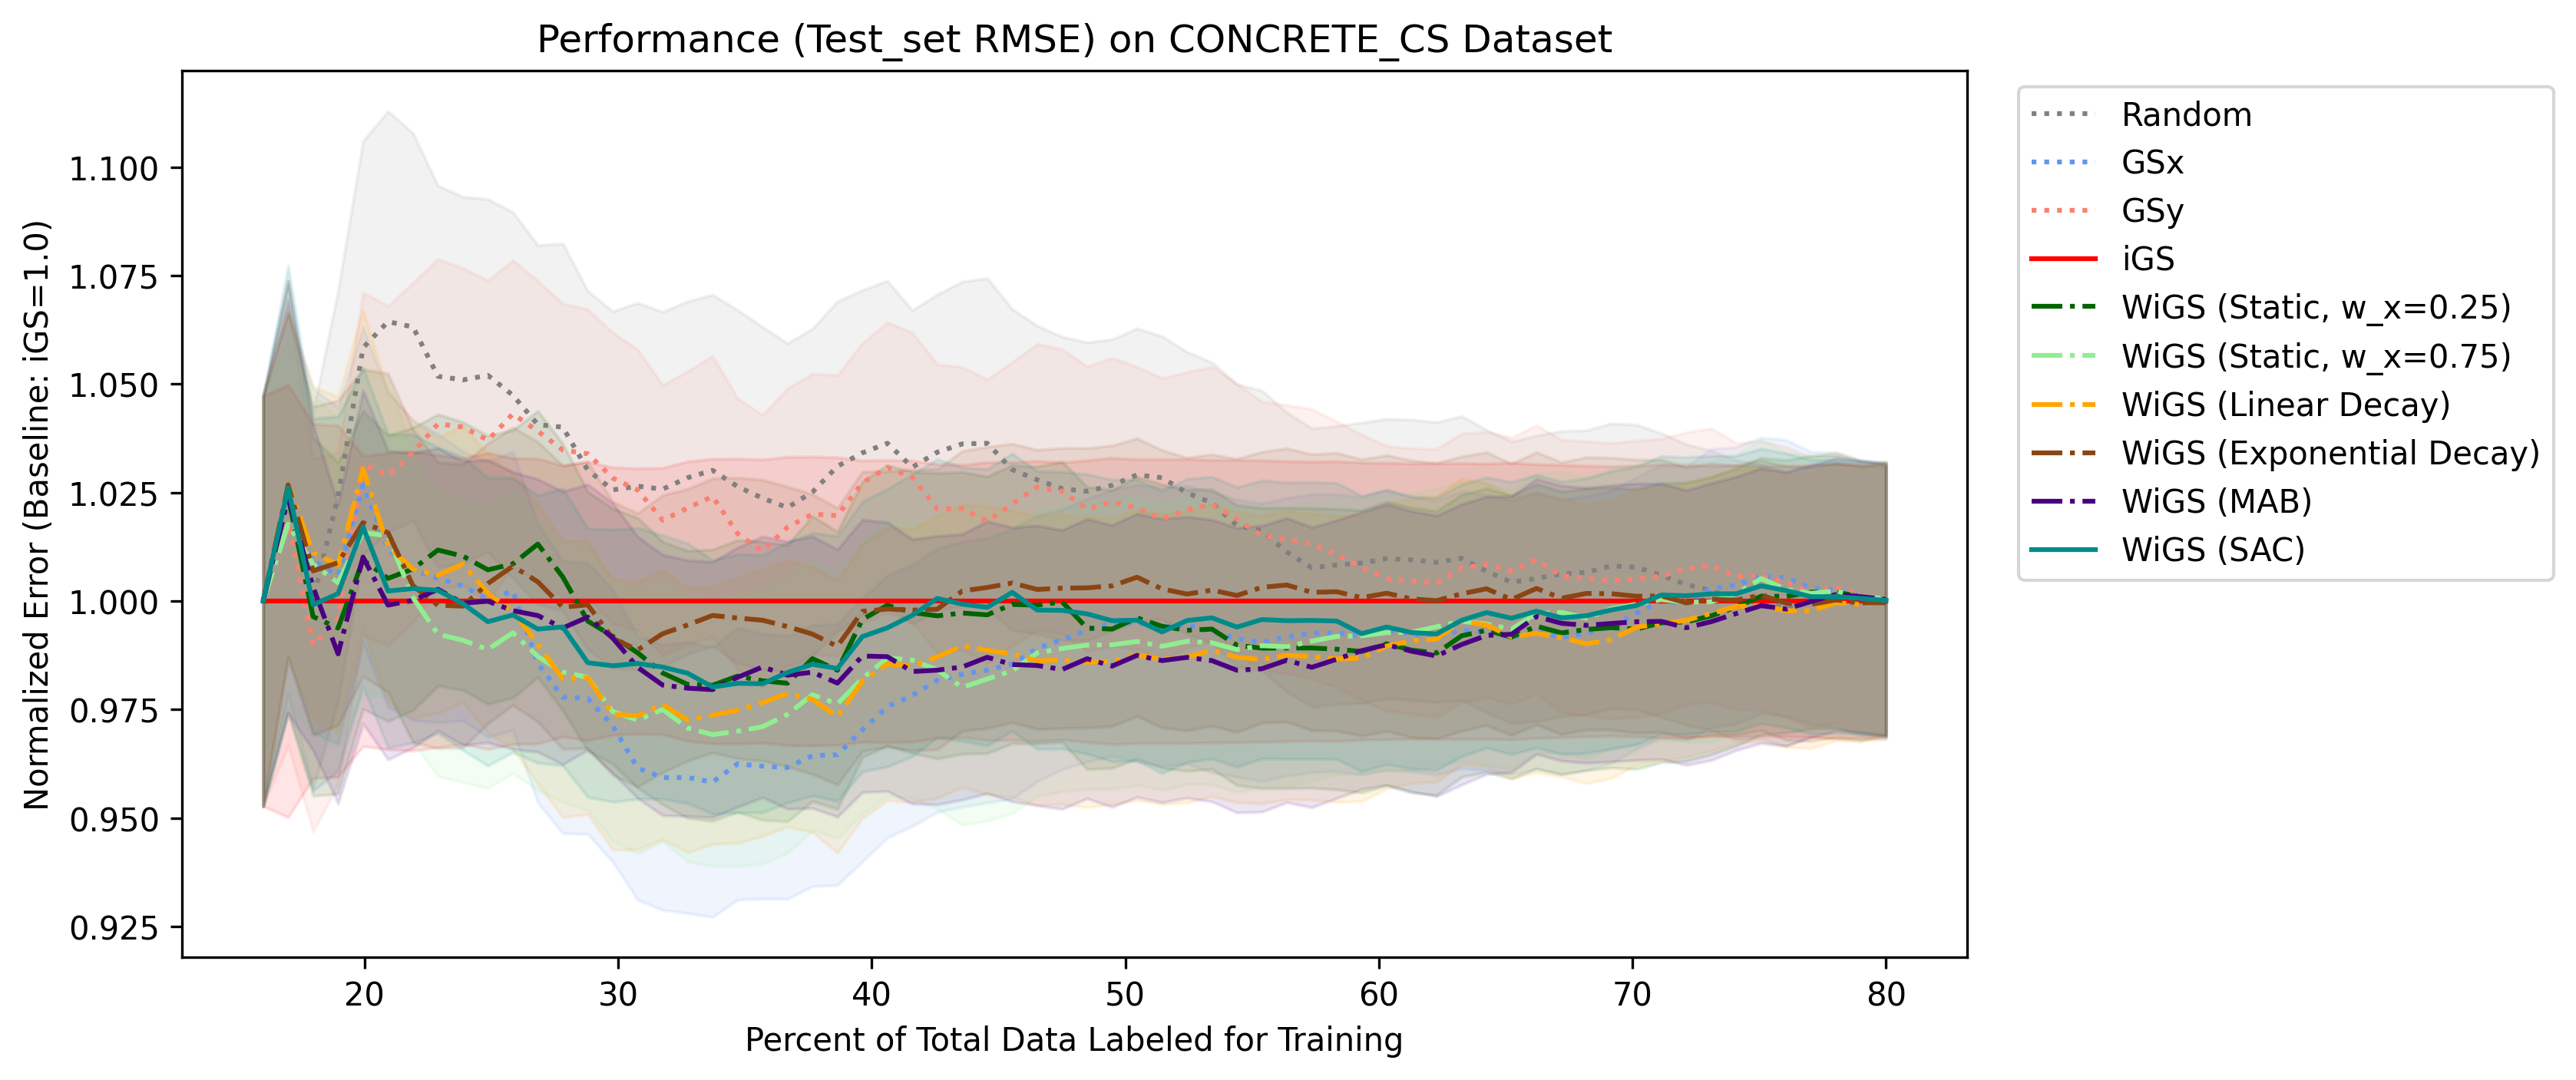 Performance (Test_set RMSE) on CONCRETE_CS Dataset
Normalized Error (Baseline: iGS=1.0)
1.100
1.075
1.050
1.025
1.000
0.975
0.950
0.925
20 30 40 50 60 70 80
Percent of Total Data Labeled for Training
Random
GSx
GSy
iGS
WiGS (Static, w_x=0.25)
WiGS (Static, w_x=0.75)
WiGS (Linear Decay)
WiGS (Exponential Decay)
WiGS (MAB)
WiGS (SAC)